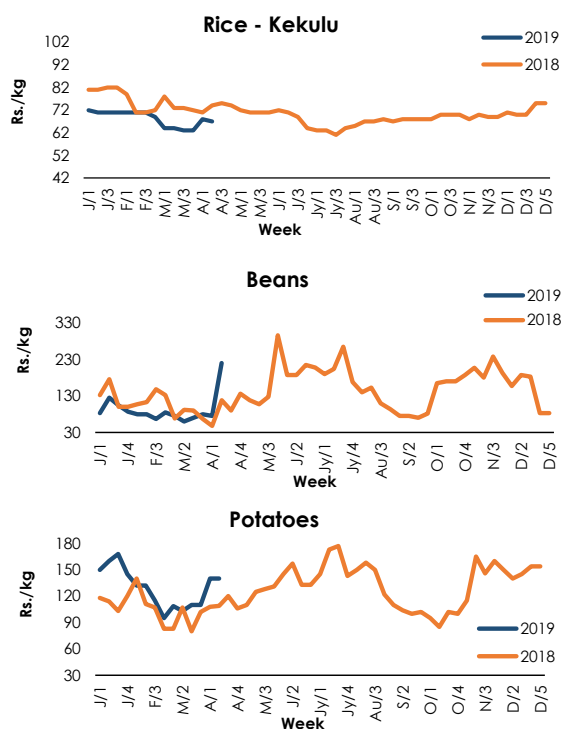 Rice - Kekulu
2019
2018
Rs./kg
102
92
82
72
62
52
42
J/1 J/3 F/1 F/3 M/1 M/3 A/1 A/3 M/1 M/3 J/1 J/3 Jy/1 Jy/3 Au/1 Au/3 S/1 S/3 O/1 O/3 N/1 N/3 D/1 D/3 D/5
Week
Beans
2019
2018
Rs./kg
330
230
130
30
J/1 J/4 F/3 M/2 A/1 A/4 M/3 J/2 Jy/1 Jy/4 Au/3 S/2 O/1 O/4 N/3 D/2 D/5
Week
Potatoes
Rs./kg
180
150
120
90
60
30
2019
2018
J/1 J/4 F/3 M/2 A/1 A/4 M/3 J/2 Jy/1 Jy/4 Au/3 S/2 O/1 O/4 N/3 D/2 D/5
Week